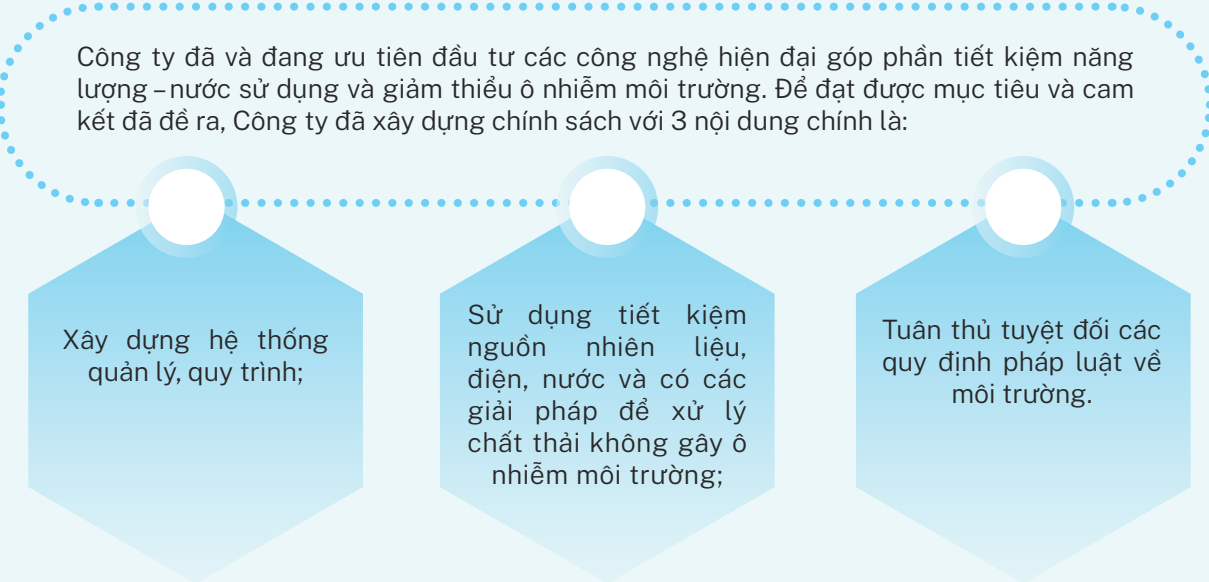 Công ty đã và đang ưu tiên đầu tư các công nghệ hiện đại góp phần tiết kiệm năng
lượng – nước sử dụng và giảm thiểu ô nhiễm môi trường. Để đạt được mục tiêu và cam
kết đã đề ra, Công ty đã xây dựng chính sách với 3 nội dung chính là:
Xây dựng hệ thống
quản lý, quy trình;
Sử dụng tiết kiệm
nguồn nhiên liệu,
điện, nước và có các
giải pháp để xử lý
chất thải không gây ô
nhiễm môi trường;
Tuân thủ tuyệt đối các
quy định pháp luật về
môi trường.